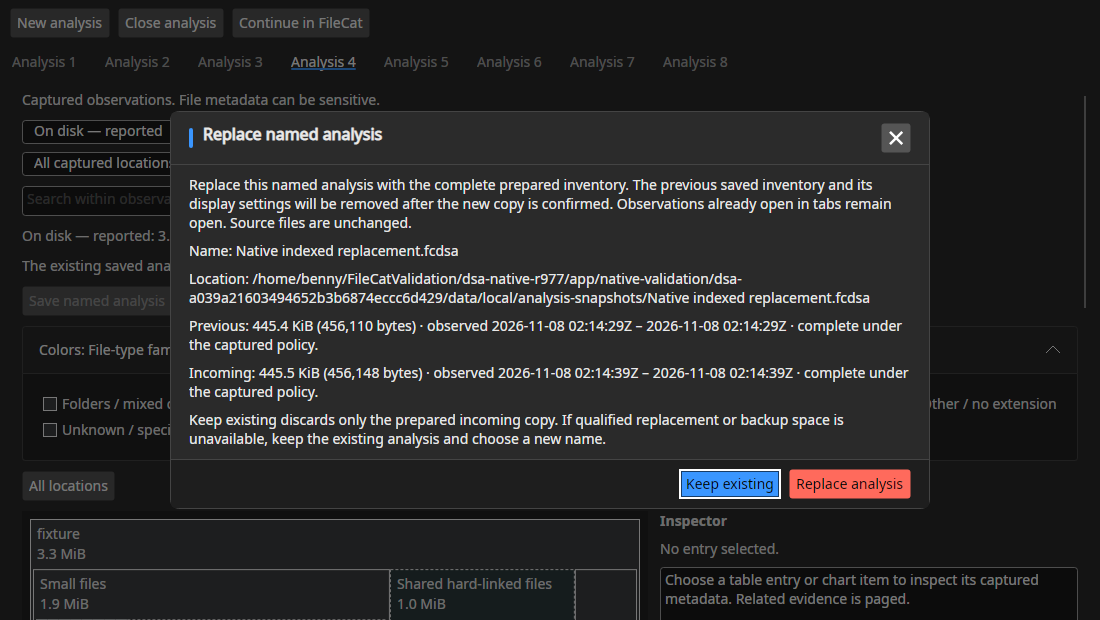 New analysis Close analysis Continue in FileCat
Analysis 1 Analysis 2 Analysis 3 Analysis 4 Analysis 5 Analysis 6 Analysis 7 Analysis 8
Captured observations. File metadata can be sensitive.
On disk — reported
All captured locations
Search within observa
On disk — reported: 3.
The existing saved ana
Save named analysis
Colors: File-type fam
Folders / mixed
Other / no extension
Unknown / speci
All locations
Replace named analysis
Replace this named analysis with the complete prepared inventory. The previous saved inventory and its
display settings will be removed after the new copy is confirmed. Observations already open in tabs remain
open. Source files are unchanged.
Name: Native indexed replacement.fcdsa
Location: /home/benny/FileCatValidation/dsa-native-r977/app/native-validation/dsa-
a039a21603494652b3b6874eccc6d429/data/local/analysis-snapshots/Native indexed replacement.fcdsa
Previous: 445.4 KiB (456,110 bytes) · observed 2026-11-08 02:14:29Z – 2026-11-08 02:14:29Z · complete under
the captured policy.
Incoming: 445.5 KiB (456,148 bytes) · observed 2026-11-08 02:14:39Z – 2026-11-08 02:14:39Z · complete under
the captured policy.
Keep existing discards only the prepared incoming copy. If qualified replacement or backup space is
unavailable, keep the existing analysis and choose a new name.
Keep existing Replace analysis
fixture
3.3 MiB
Small files
1.9 MiB
Shared hard-linked files
1.0 MiB
Inspector
No entry selected.
Choose a table entry or chart item to inspect its captured
metadata. Related evidence is paged.